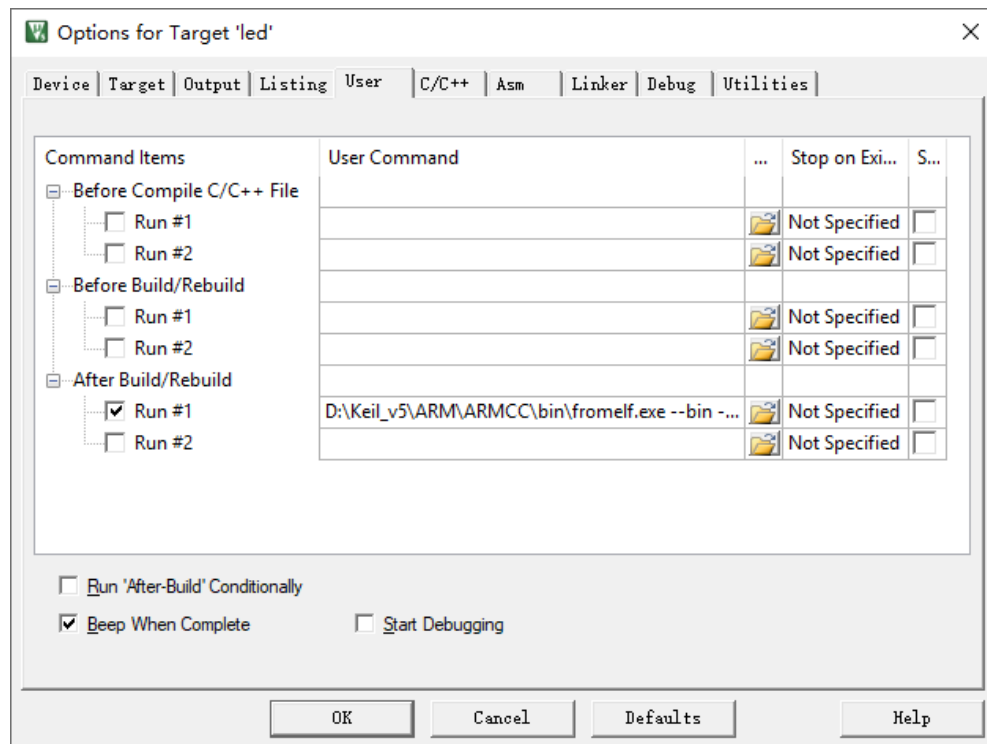 Options for Target 'led'
Device Target Output Listing User C/C++ Asm Linker Debug Utilities
Command Items User Command ... Stop on Exi... S...
Before Compile C/C++ File
Run #1 Not Specified
Run #2 Not Specified
Before Build/Rebuild
Run #1 Not Specified
Run #2 Not Specified
After Build/Rebuild
Run #1 D:\Keil_v5\ARM\ARMCC\bin\fromelf.exe --bin -... Not Specified
Run #2 Not Specified
Run 'After-Build' Conditionally
Beep When Complete Start Debugging
OK Cancel Defaults Help